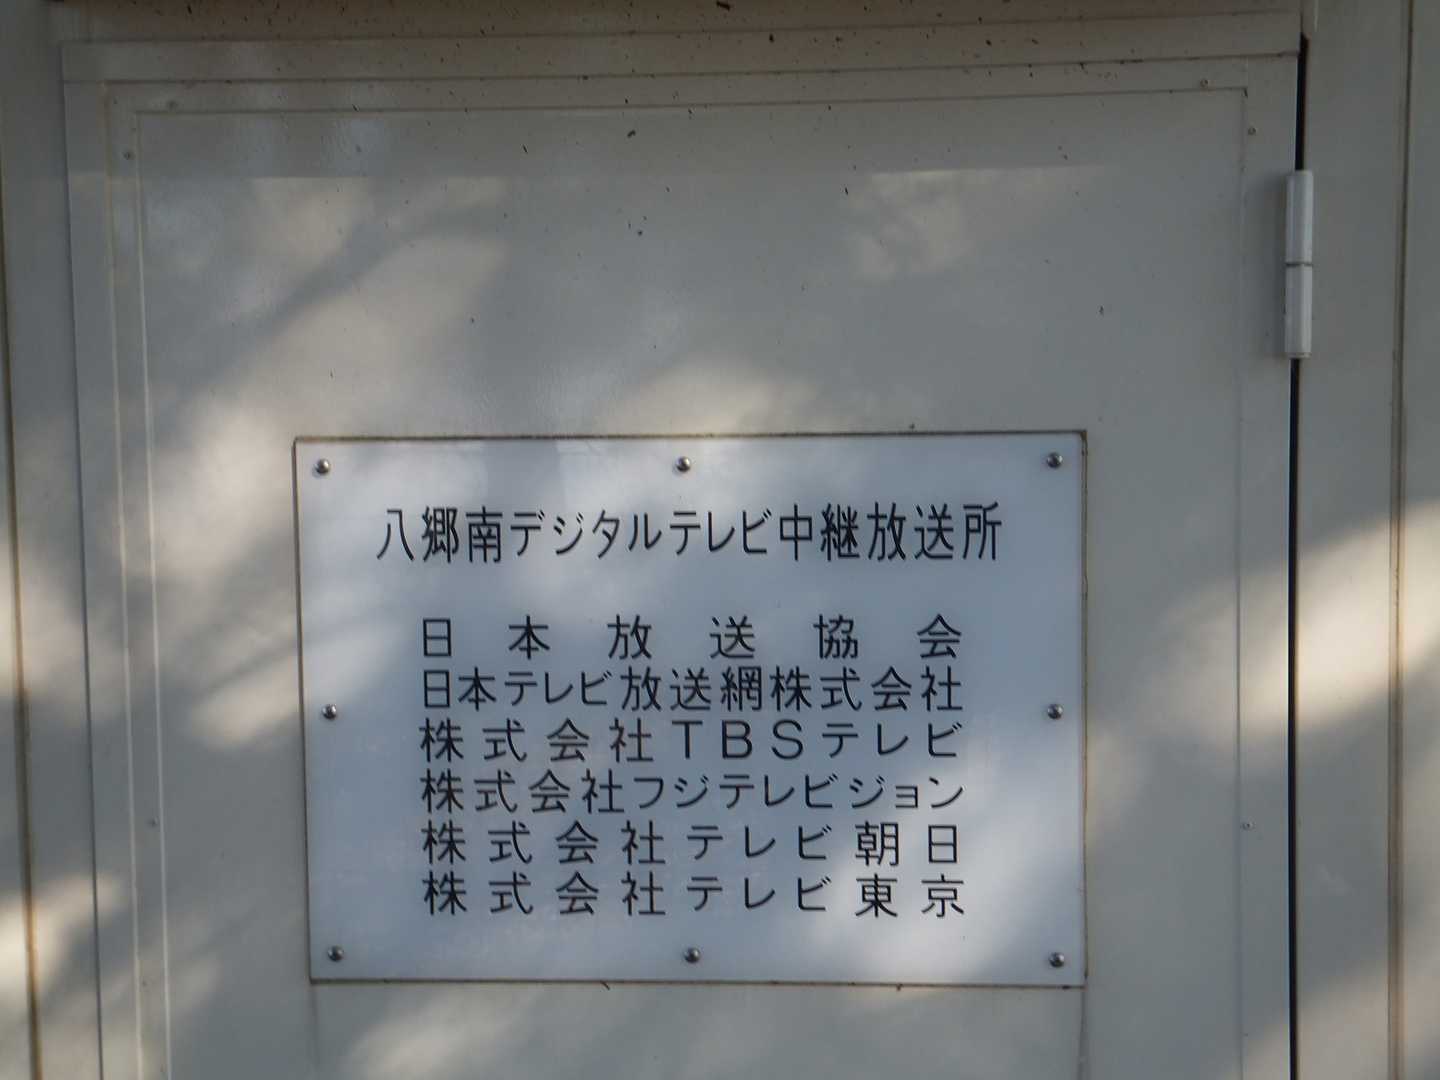 八郷南デジタルテレビ中継放送所
日本放送協会
日本テレビ放送網株式会社
株式会社TBSテレビ
株式会社フジテレビジョン
株式会社テレビ朝日
株式会社テレビ東京